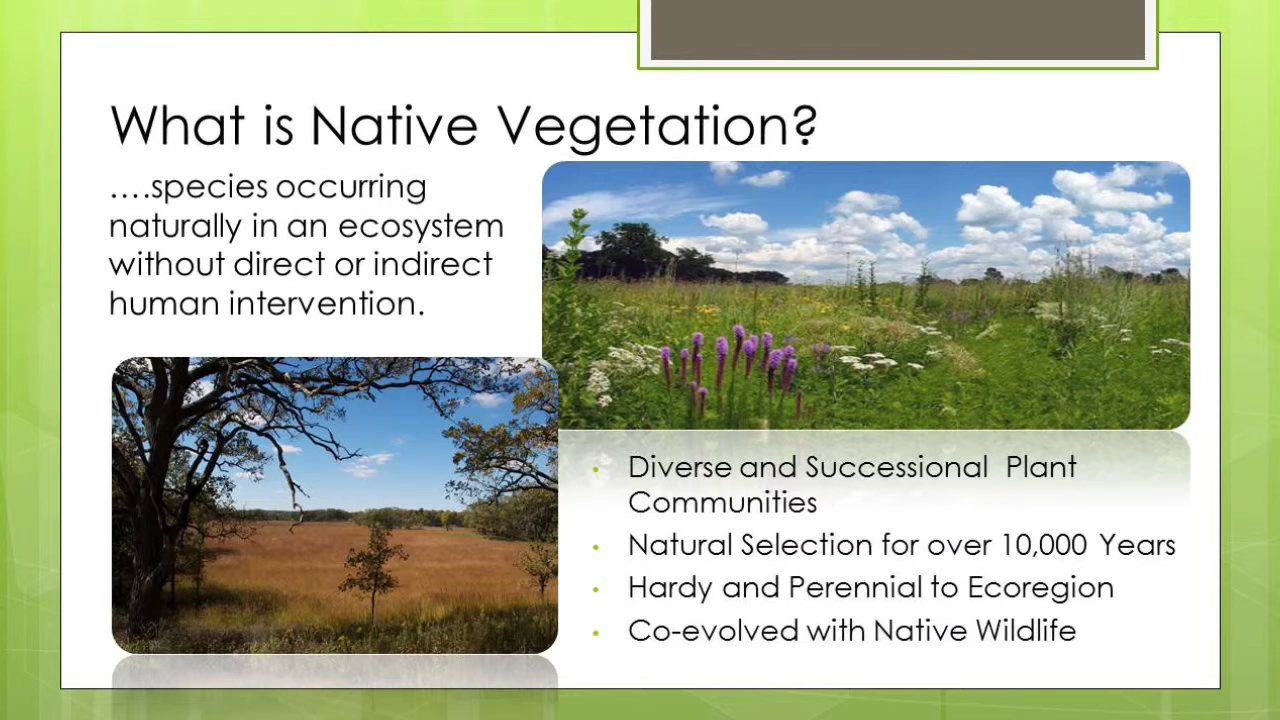 What is Native Vegetation?
....species occurring
naturally in an ecosystem
without direct or indirect
human intervention.
• Diverse and Successional Plant
Communities
• Natural Selection for over 10,000 Years
• Hardy and Perennial to Ecoregion
• Co-evolved with Native Wildlife